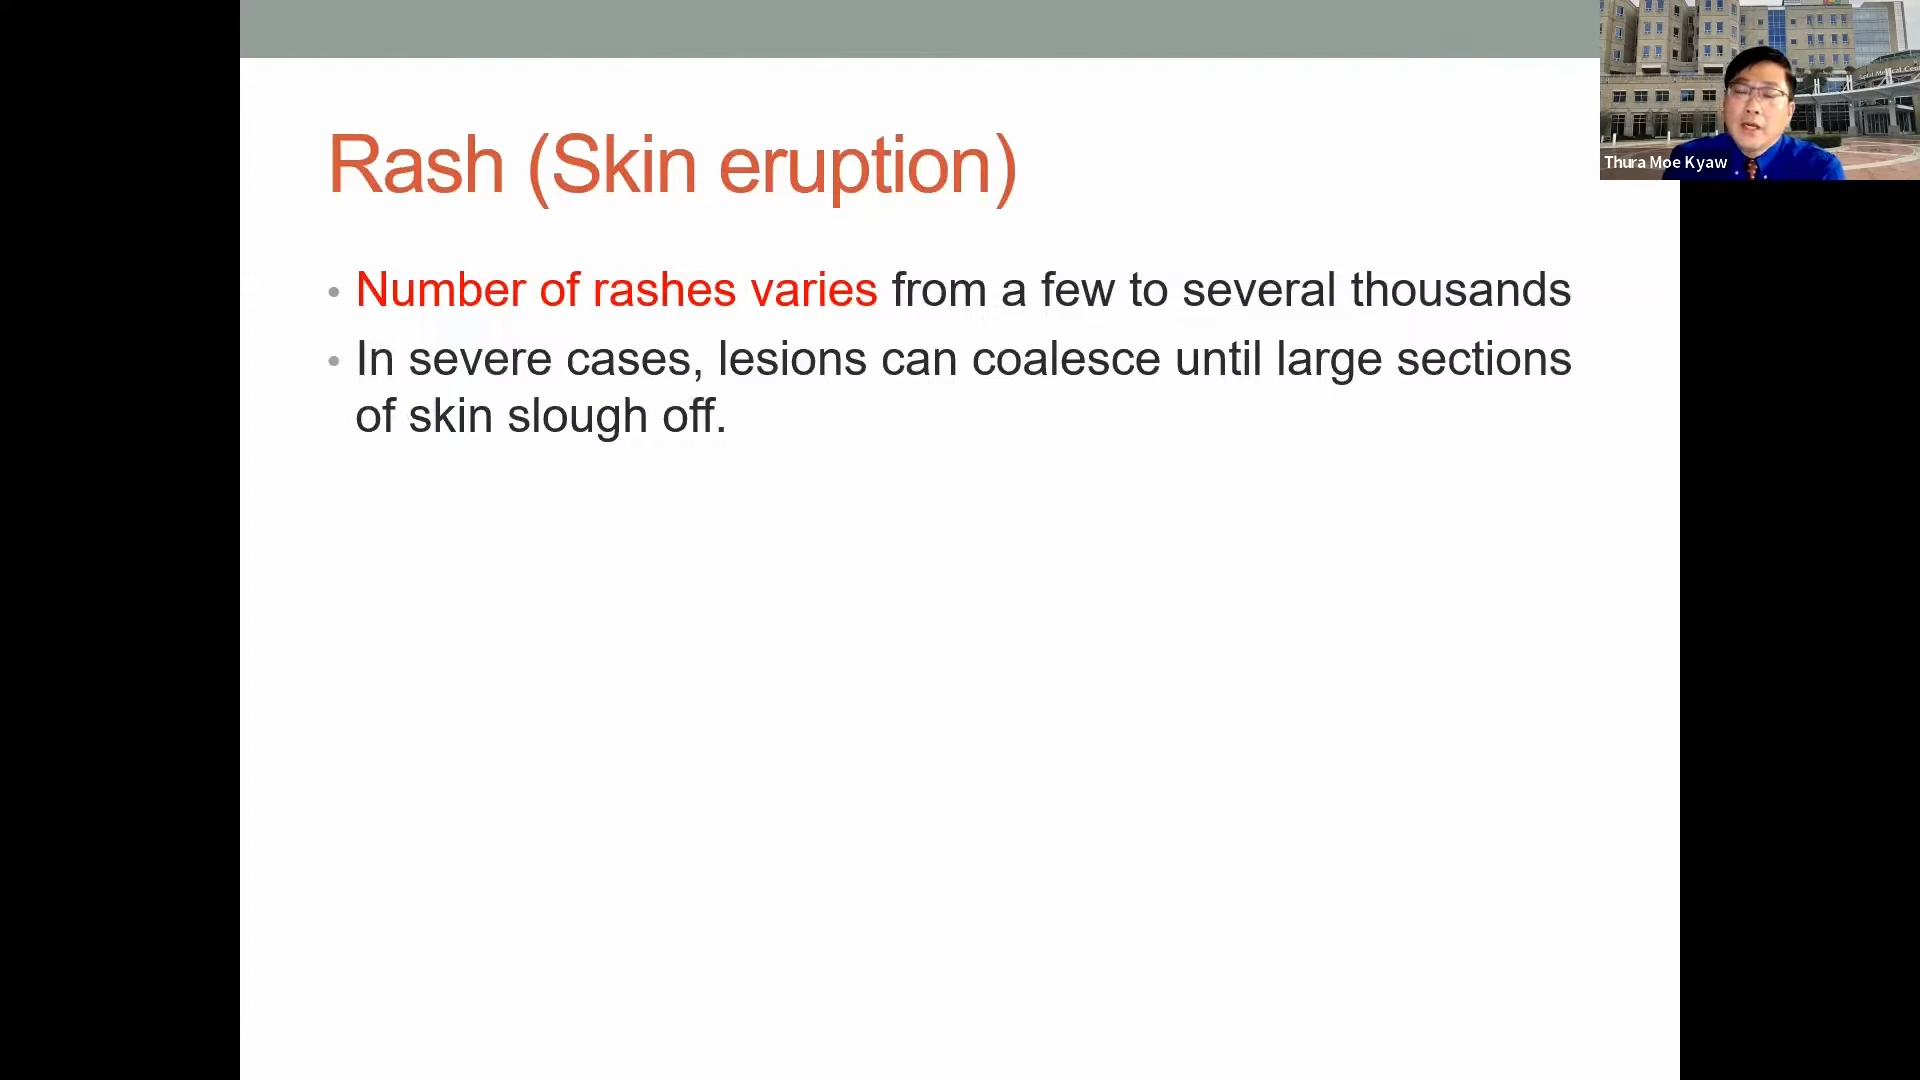 Rash (Skin eruption)
• Number of rashes varies from a few to several thousands
• In severe cases, lesions can coalesce until large sections
of skin slough off.
Thura Moe Kyaw
Medical